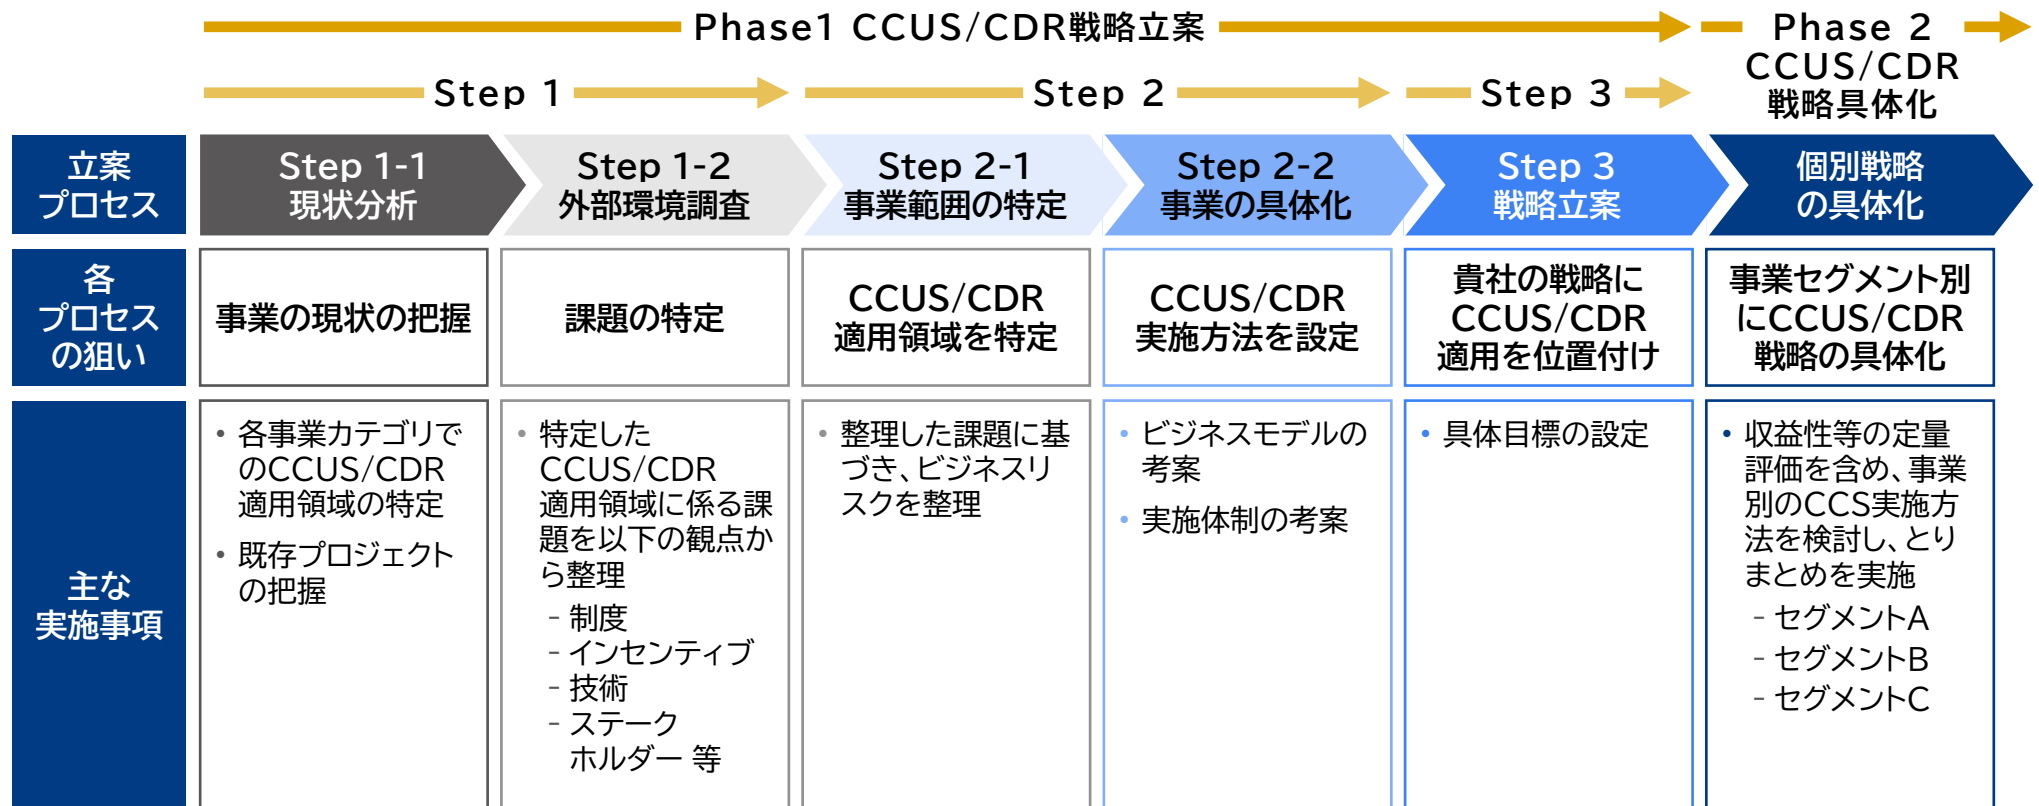 Phase1 CCUS/CDR戦略立案
Phase 2
CCUS/CDR
戦略具体化
Step 1
Step 2
Step 3
立案
プロセス
Step 1-1
現状分析
Step 1-2
外部環境調査
Step 2-1
事業範囲の特定
Step 2-2
事業の具体化
Step 3
戦略立案
個別戦略
の具体化
各
プロセス
の狙い
事業の現状の把握
課題の特定
CCUS/CDR
適用領域を特定
CCUS/CDR
実施方法を設定
貴社の戦略に
CCUS/CDR
適用を位置付け
事業セグメント別
にCCUS/CDR
戦略の具体化
主な
実施事項
• 各事業カテゴリで
のCCUS/CDR
適用領域の特定
• 既存プロジェクト
の把握
• 特定した
CCUS/CDR
適用領域に係る課
題を以下の観点か
ら整理
- 制度
- インセンティブ
- 技術
- ステーク
ホルダー 等
• 整理した課題に基
づき、ビジネスリ
スクを整理
• ビジネスモデルの
考案
• 実施体制の考案
• 具体目標の設定
• 収益性等の定量
評価を含め、事業
別のCCS実施方
法を検討し、とり
まとめを実施
- セグメントA
- セグメントB
- セグメントC